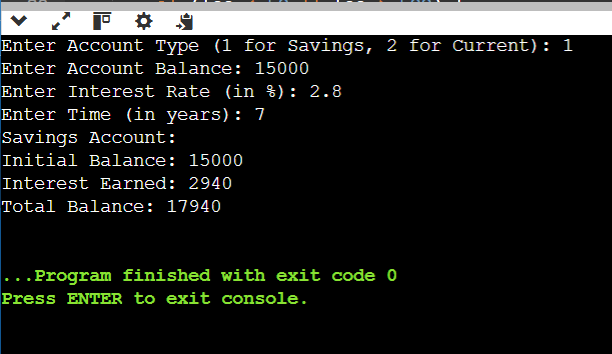 Enter Account Type (1 for Savings, 2 for Current): 1
Enter Account Balance: 15000
Enter Interest Rate (in %): 2.8
Enter Time (in years): 7
Savings Account:
Initial Balance: 15000
Interest Earned: 2940
Total Balance: 17940
...Program finished with exit code 0
Press ENTER to exit console.